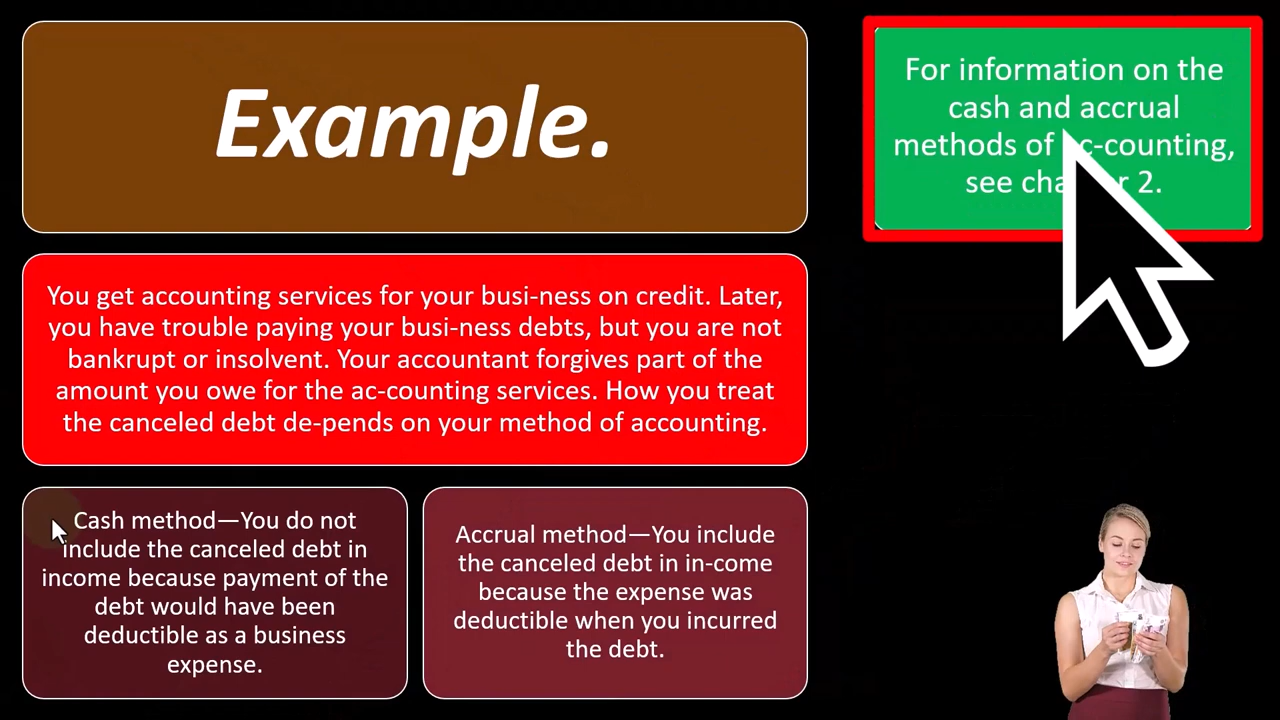 Example.
For information on the
cash and accrual
methods of c-counting,
see 2.
You get accounting services for your busi-ness on credit. Later,
you have trouble paying your busi-ness debts, but you are not
bankrupt or insolvent. Your accountant forgives part of the
amount you owe for the ac-counting services. How you treat
the canceled debt de-pends on your method of accounting.
Cash method—You do not
include the canceled debt in
income because payment of the
debt would have been
deductible as a business
expense.
Accrual method—You include
the canceled debt in in-come
because the expense was
deductible when you incurred
the debt.